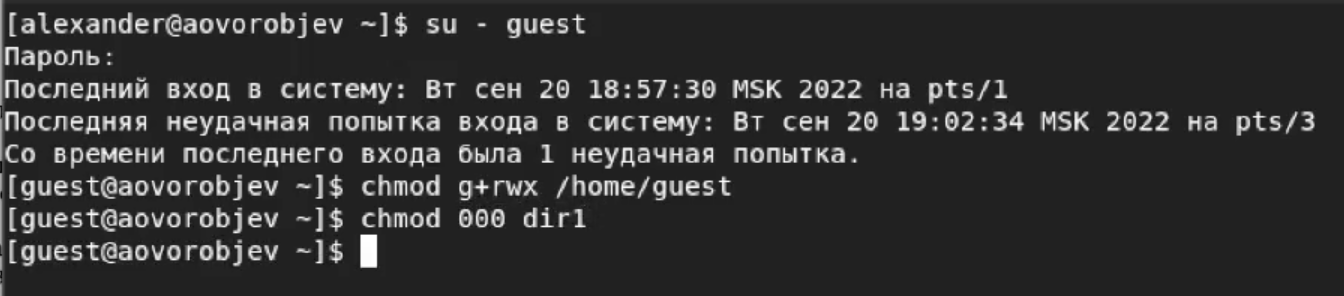 [alexander@aovorobjev ~]$ su - guest
Пароль:
Последний вход в систему: Вт сен 20 18:57:30 MSK 2022 на pts/1
Последняя неудачная попытка входа в систему: Вт сен 20 19:02:34 MSK 2022 на pts/3
Со времени последнего входа была 1 неудачная попытка.
[guest@aovorobjev ~]$ chmod g+rwx /home/guest
[guest@aovorobjev ~]$ chmod 000 dir1
[guest@aovorobjev ~]$